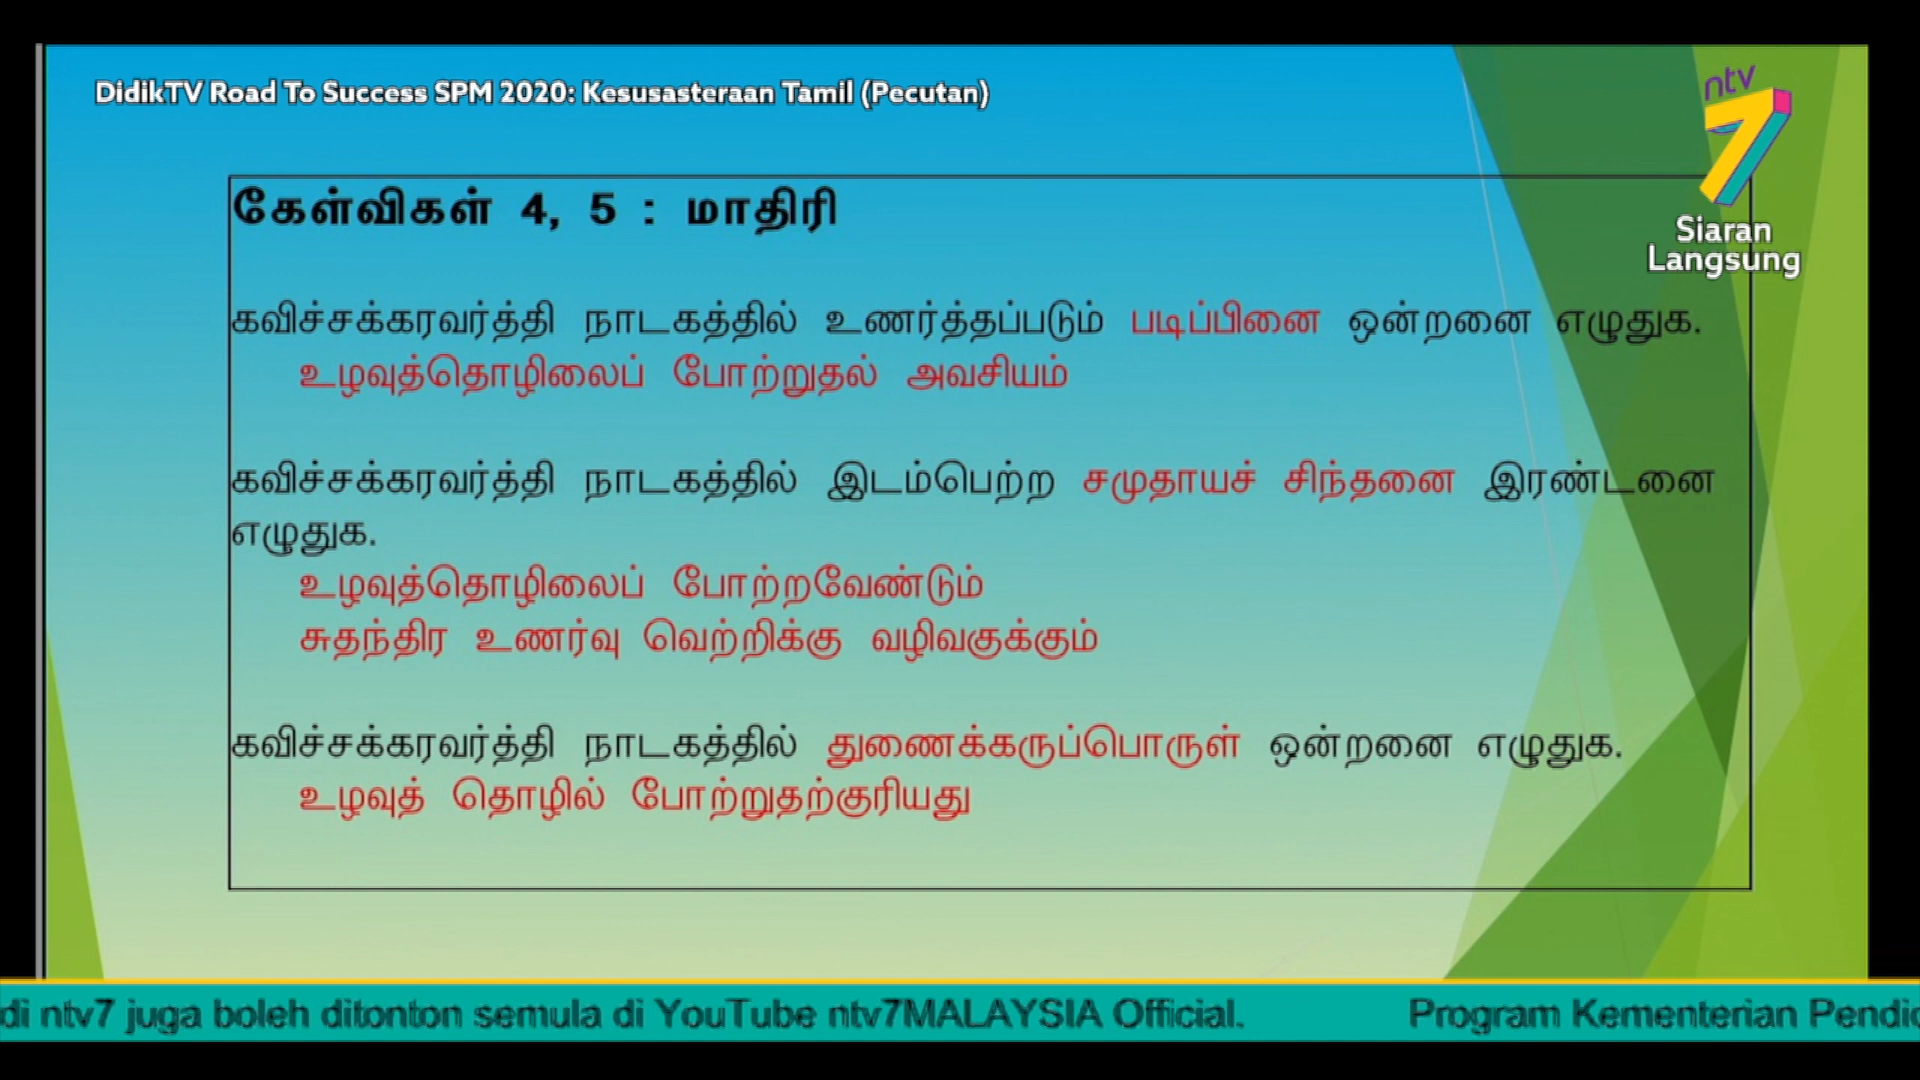 DidikTV Road To Success SPM 2020: Kesusasteraan Tamil (Pecutan)
ntv
7
Siaran
Langsung
கேள்விகள் 4, 5 : மாதிரி
கவிச்சக்கரவர்த்தி நாடகத்தில் உணர்த்தப்படும் படிப்பினை ஒன்றனை எழுதுக.
உழவுத்தொழிலைப் போற்றுதல் அவசியம்
கவிச்சக்கரவர்த்தி நாடகத்தில் இடம்பெற்ற சமுதாயச் சிந்தனை இரண்டனை
எழுதுக.
உழவுத்தொழிலைப் போற்றவேண்டும்
சுதந்திர உணர்வு வெற்றிக்கு வழிவகுக்கும்
கவிச்சக்கரவர்த்தி நாடகத்தில் துணைக்கருப்பொருள் ஒன்றனை எழுதுக.
உழவுத் தொழில் போற்றுதற்குரியது
di ntv7 juga boleh ditonton semula di YouTube ntv7MALAYSIA Official. Program Kementerian